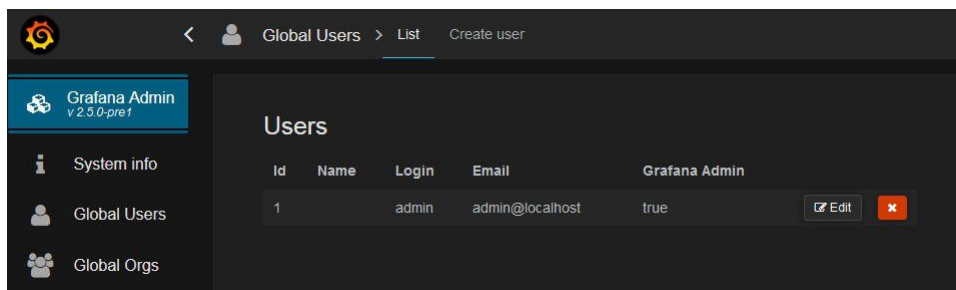 Global Users > List Create user
Grafana Admin
v 2.5.0-pre1
System info
Global Users
Global Orgs
Users
Id Name Login Email Grafana Admin
1 admin admin@localhost true Edit